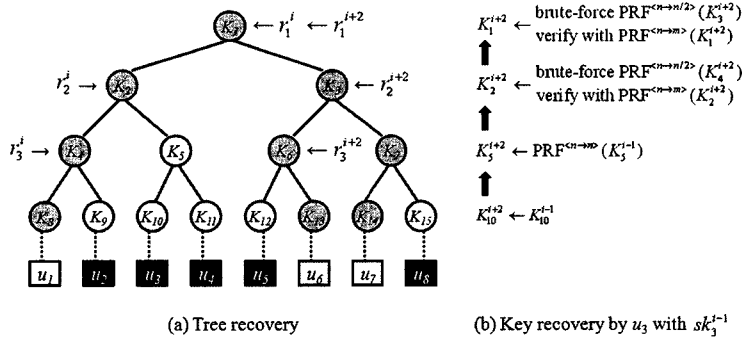 ← r₁ⁱ ← r₁ⁱ⁺²
r₂ⁱ → K₂ ← r₂ⁱ⁺²
r₃ⁱ → K₄ K₅ K₆ ← r₃ⁱ⁺²
K₈ K₉ K₁₀ K₁₁ K₁₂ K₁₃ K₁₄ K₁₅
u₁ u₂ u₃ u₄ u₅ u₆ u₇ u₈
(a) Tree recovery
K₁ⁱ⁺² ← brute-force PRF^<n→n/2>(K₃ⁱ⁺²)
verify with PRF^<n→m>(K₁ⁱ⁺²)
K₂ⁱ⁺² ← brute-force PRF^<n→n/2>(K₄ⁱ⁺²)
verify with PRF^<n→m>(K₂ⁱ⁺²)
K₅ⁱ⁺² ← PRF^<n→n>(K₅ⁱ⁻¹)
K₁₀ⁱ⁺² ← K₁₀ⁱ⁻¹
(b) Key recovery by u₃ with sk₃ⁱ⁻¹